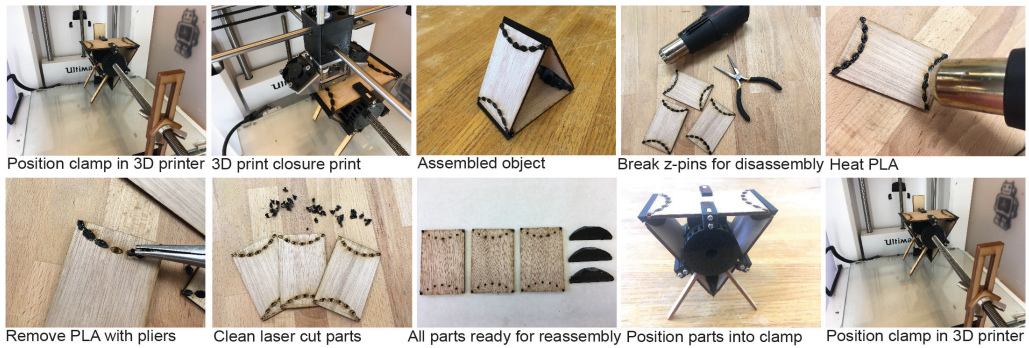 Ultima
Position clamp in 3D printer
3D print closure print
Assembled object
Break z-pins for disassembly
Heat PLA
Ultim
Remove PLA with pliers
Clean laser cut parts
All parts ready for reassembly
Position parts into clamp
Position clamp in 3D printer